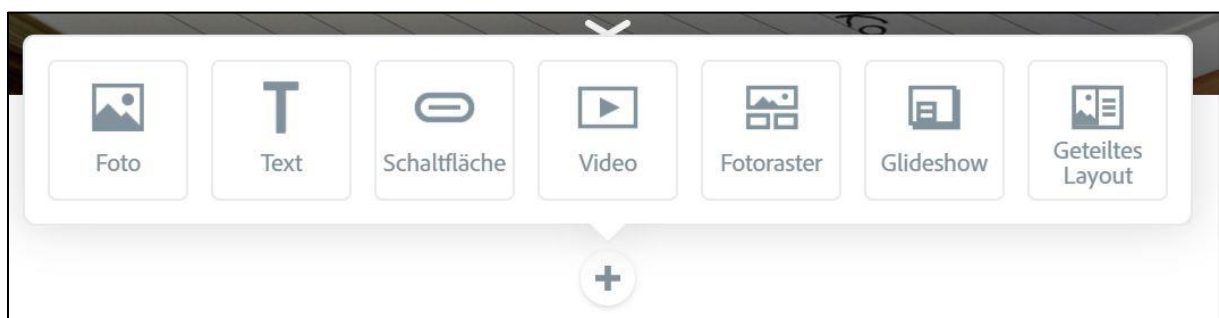 Foto
Text
Schaltfläche
Video
Fotoraster
Glideshow
Geteiltes
Layout